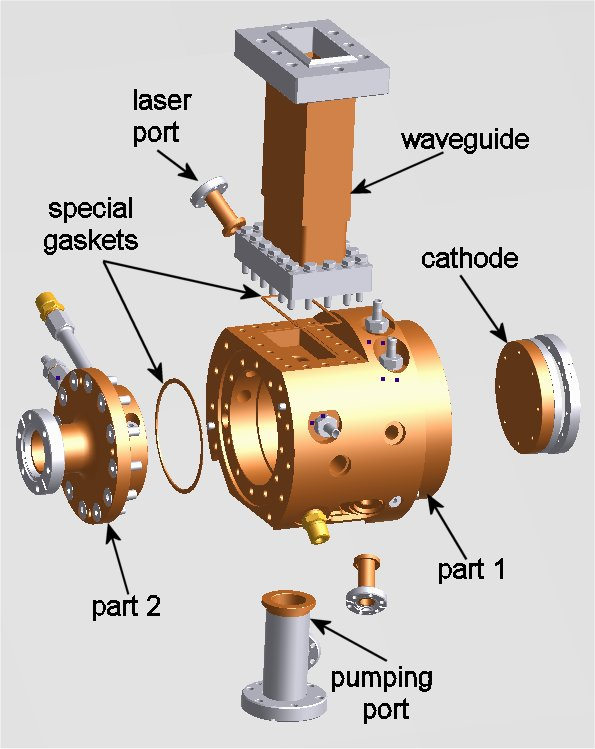 laser
port
waveguide
special
gaskets
cathode
part 1
part 2
pumping
port